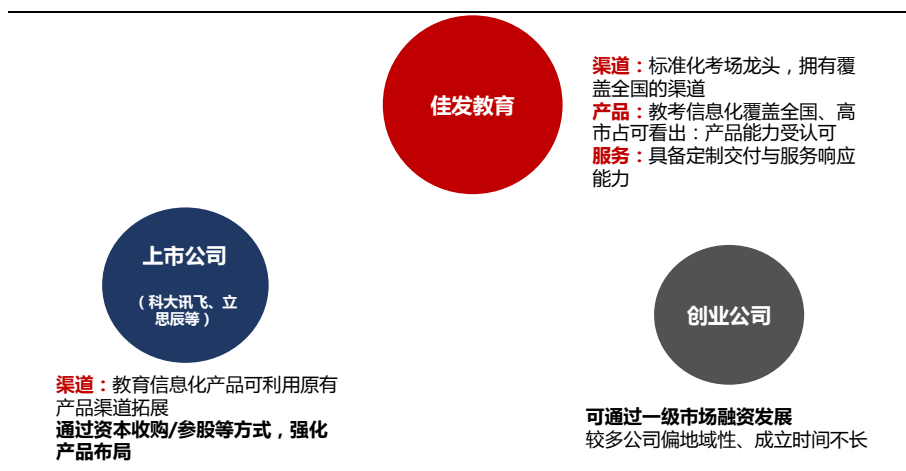 佳发教育
渠道：标准化考场龙头，拥有覆
盖全国的渠道
产品：教考信息化覆盖全国、高
市占可看出：产品能力受认可
服务：具备定制交付与服务响应
能力
上市公司
（科大讯飞、立
思辰等）
渠道：教育信息化产品可利用原有
产品渠道拓展
通过资本收购/参股等方式，强化
产品布局
创业公司
可通过一级市场融资发展
较多公司偏地域性、成立时间不长